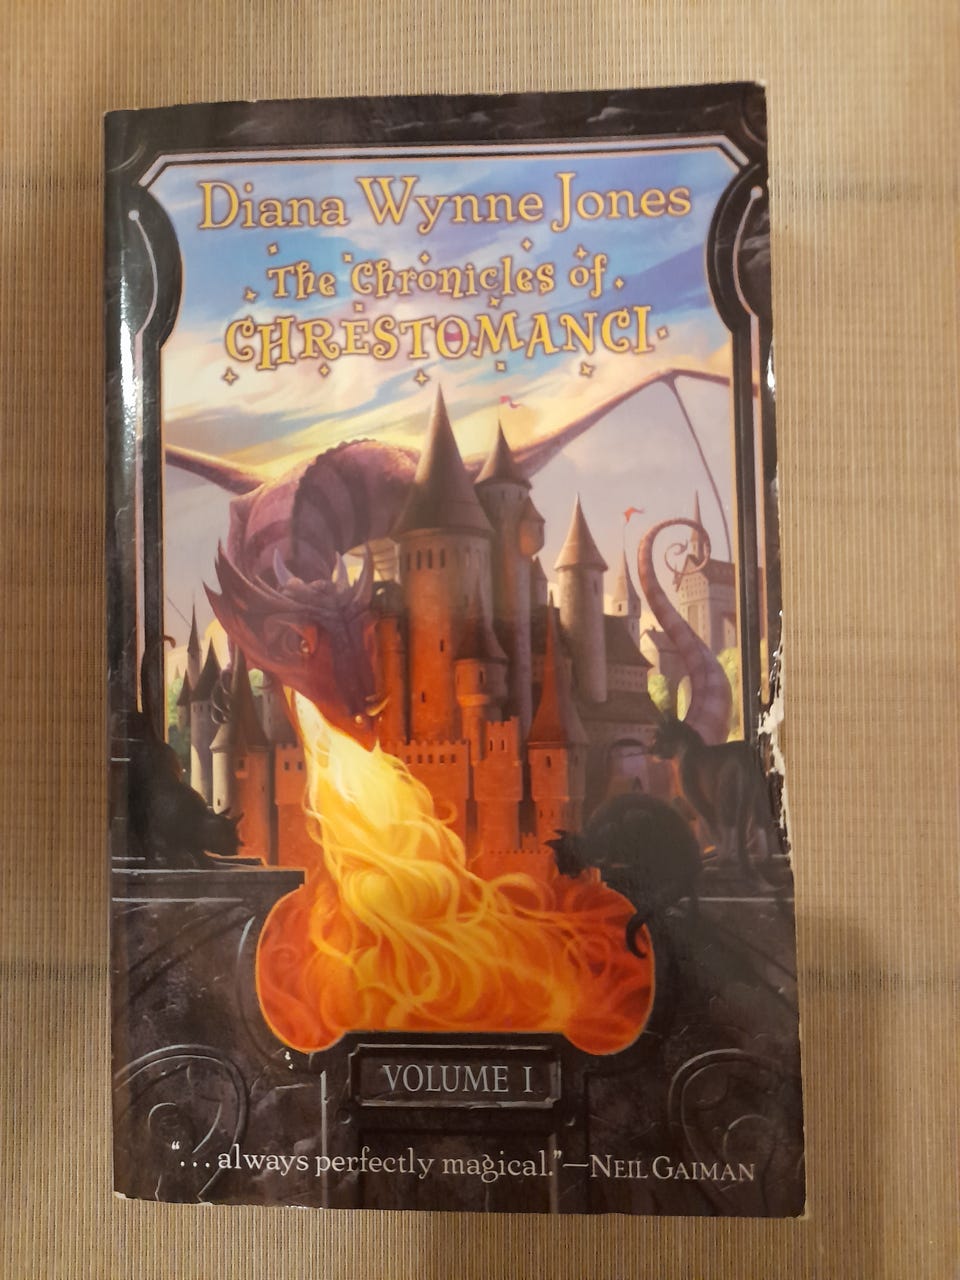 Diana Wynne Jones
The Chronicles of
CHRESTOMANCI
VOLUME I
“... always perfectly magical.”—NEIL GAIMAN